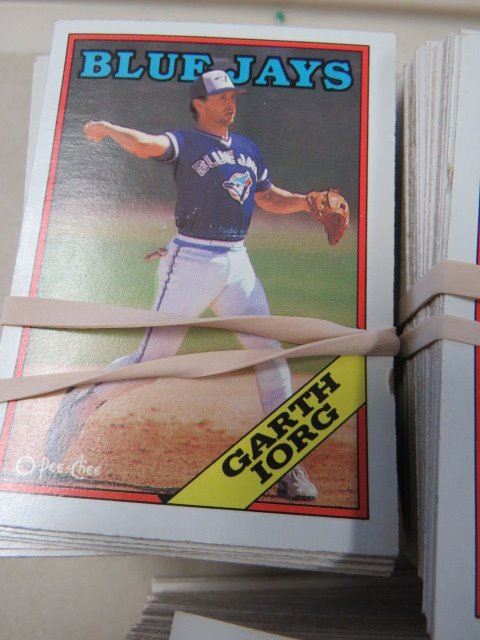 BLUE JAYS
BLUE JAYS
GARTH
IORG
O-Pee-Chee